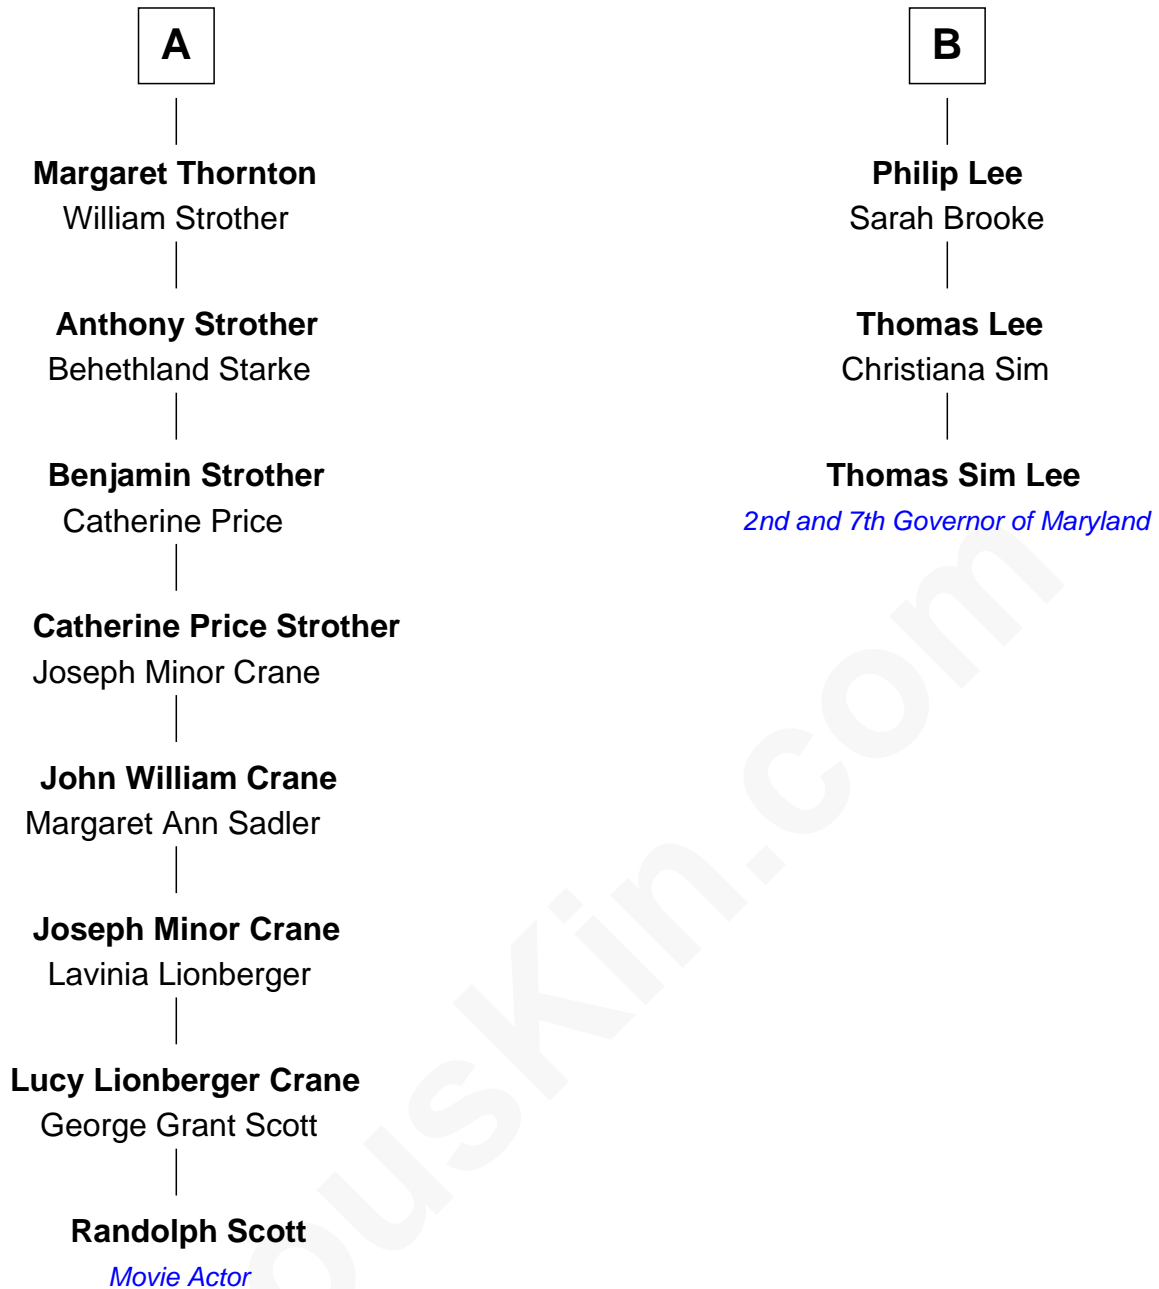 A
Margaret Thornton
William Strother
Anthony Strother
Behethland Starke
Benjamin Strother
Catherine Price
Catherine Price Strother
Joseph Minor Crane
John William Crane
Margaret Ann Sadler
Joseph Minor Crane
Lavinia Lionberger
Lucy Lionberger Crane
George Grant Scott
Randolph Scott
Movie Actor
B
Philip Lee
Sarah Brooke
Thomas Lee
Christiana Sim
Thomas Sim Lee
2nd and 7th Governor of Maryland
ousKin.com